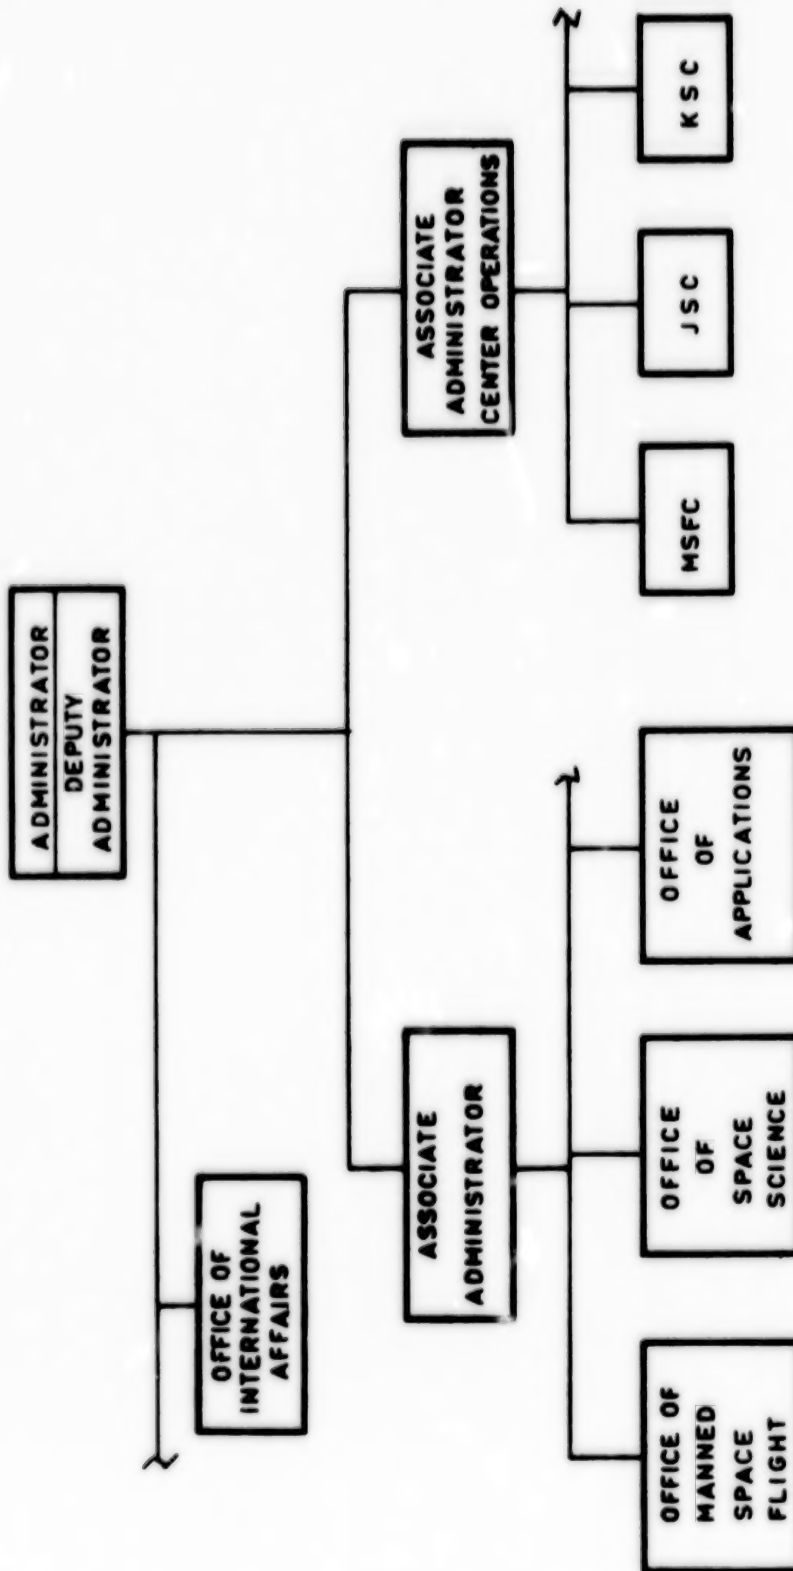 ADMINISTRATOR
DEPUTY
ADMINISTRATOR
OFFICE OF
INTERNATIONAL
AFFAIRS
ASSOCIATE
ADMINISTRATOR
ASSOCIATE
ADMINISTRATOR
CENTER OPERATIONS
OFFICE OF
MANNED
SPACE
FLIGHT
OFFICE
OF
SPACE
SCIENCE
OFFICE
OF
APPLICATIONS
MSFC
JSC
KSC